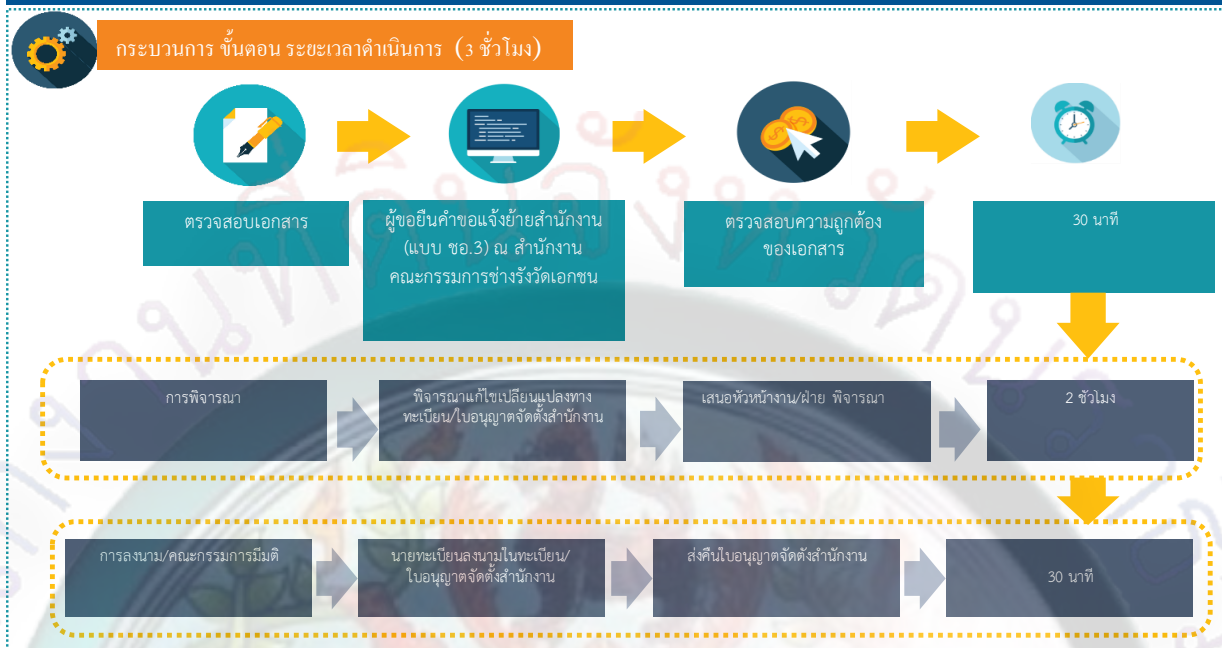 กระบวนการ ขั้นตอน ระยะเวลาดำเนินการ (3 ชั่วโมง)
ตรวจสอบเอกสาร
ผู้ขอยืนคำขอแจ้งย้ายสำนักงาน
(แบบ ชอ.3) ณ สำนักงาน
คณะกรรมการช่างรังวัดเอกชน
ตรวจสอบความถูกต้อง
ของเอกสาร
30 นาที
การพิจารณา
พิจารณาแก้ไขเปลี่ยนแปลงทาง
ทะเบียน/ใบอนุญาตจัดตั้งสำนักงาน
เสนอหัวหน้างาน/ฝ่าย พิจารณา
2 ชัวโมง
การลงนาม/คณะกรรมการมีมติ
นายทะเบียนลงนามในทะเบียน/
ใบอนุญาตจัดตั้งสำนักงาน
ส่งคืนใบอนุญาตจัดตังสำนักงาน
30 นาที